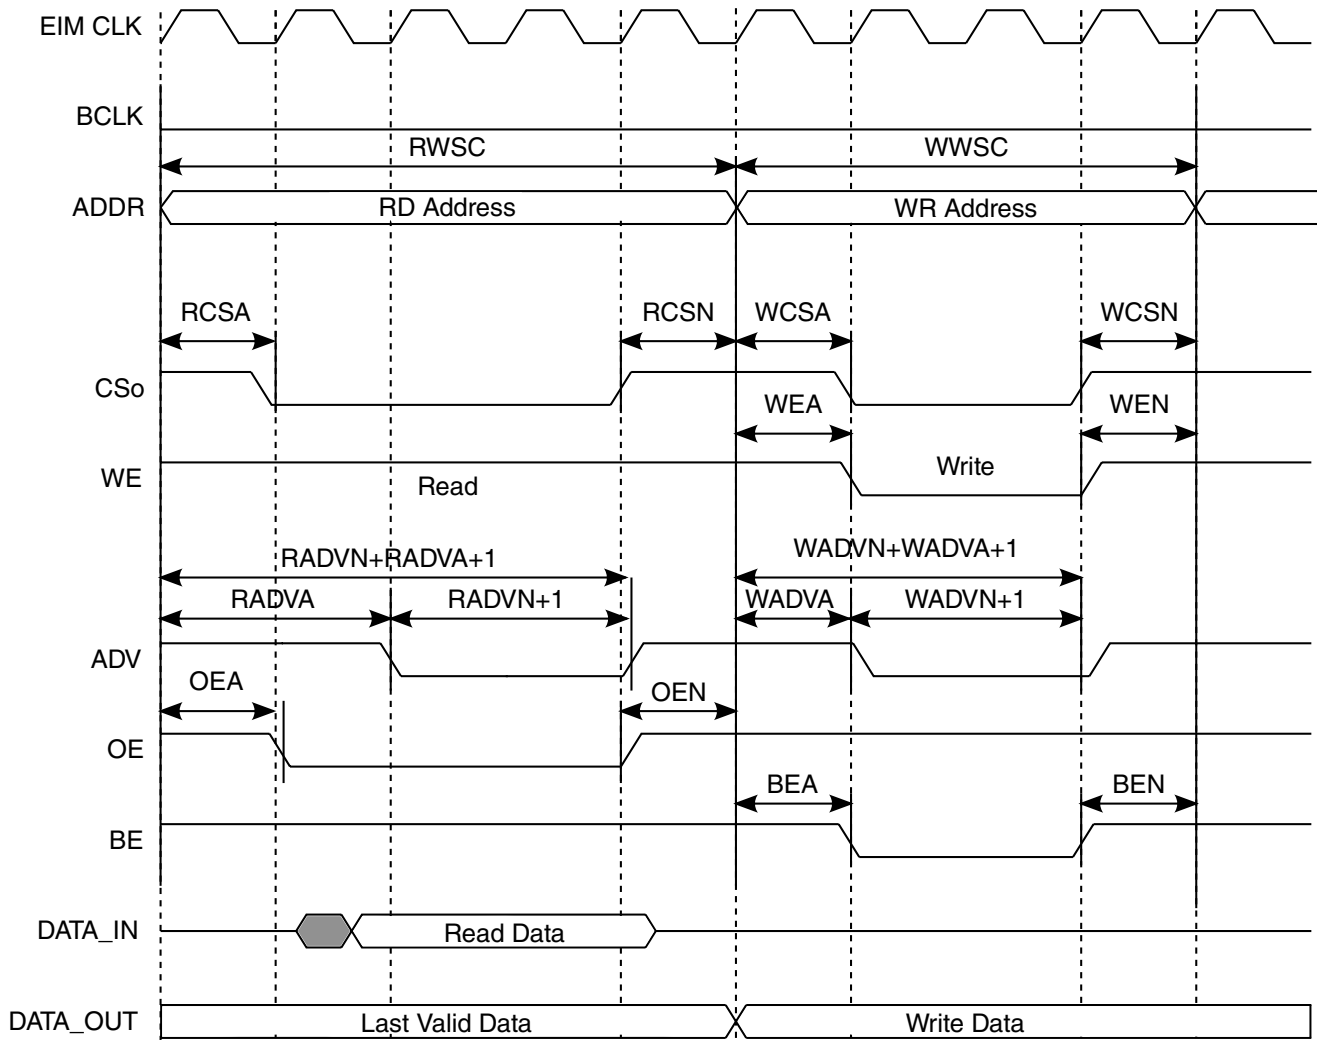 EIM CLK
BCLK
RWSC WWSC
ADDR RD Address WR Address
RCSA RCSN WCSA WCSN
CSo
WEA WEN
WE Read Write
RADVN+RADVA+1 WADVN+WADVA+1
RADVA RADVN+1 WADVA WADVN+1
ADV
OEA OEN
OE
BEA BEN
BE
DATA_IN Read Data
DATA_OUT Last Valid Data Write Data